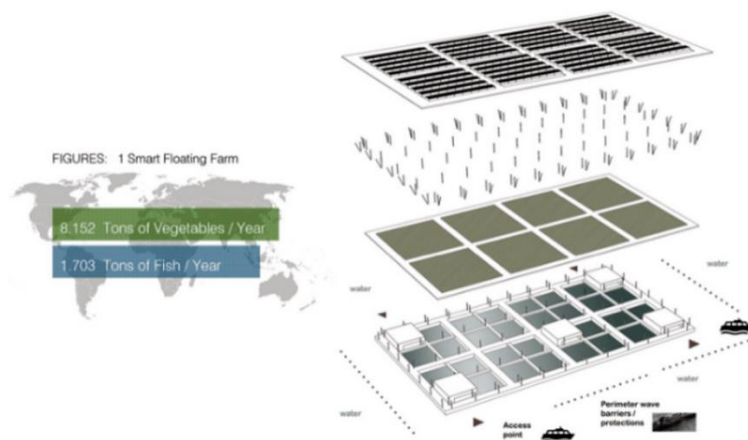 FIGURES: 1 Smart Floating Farm
8.152 Tons of Vegetables / Year
1.703 Tons of Fish / Year
water
water
water
water
Access
point
Perimeter wave
barriers /
protections